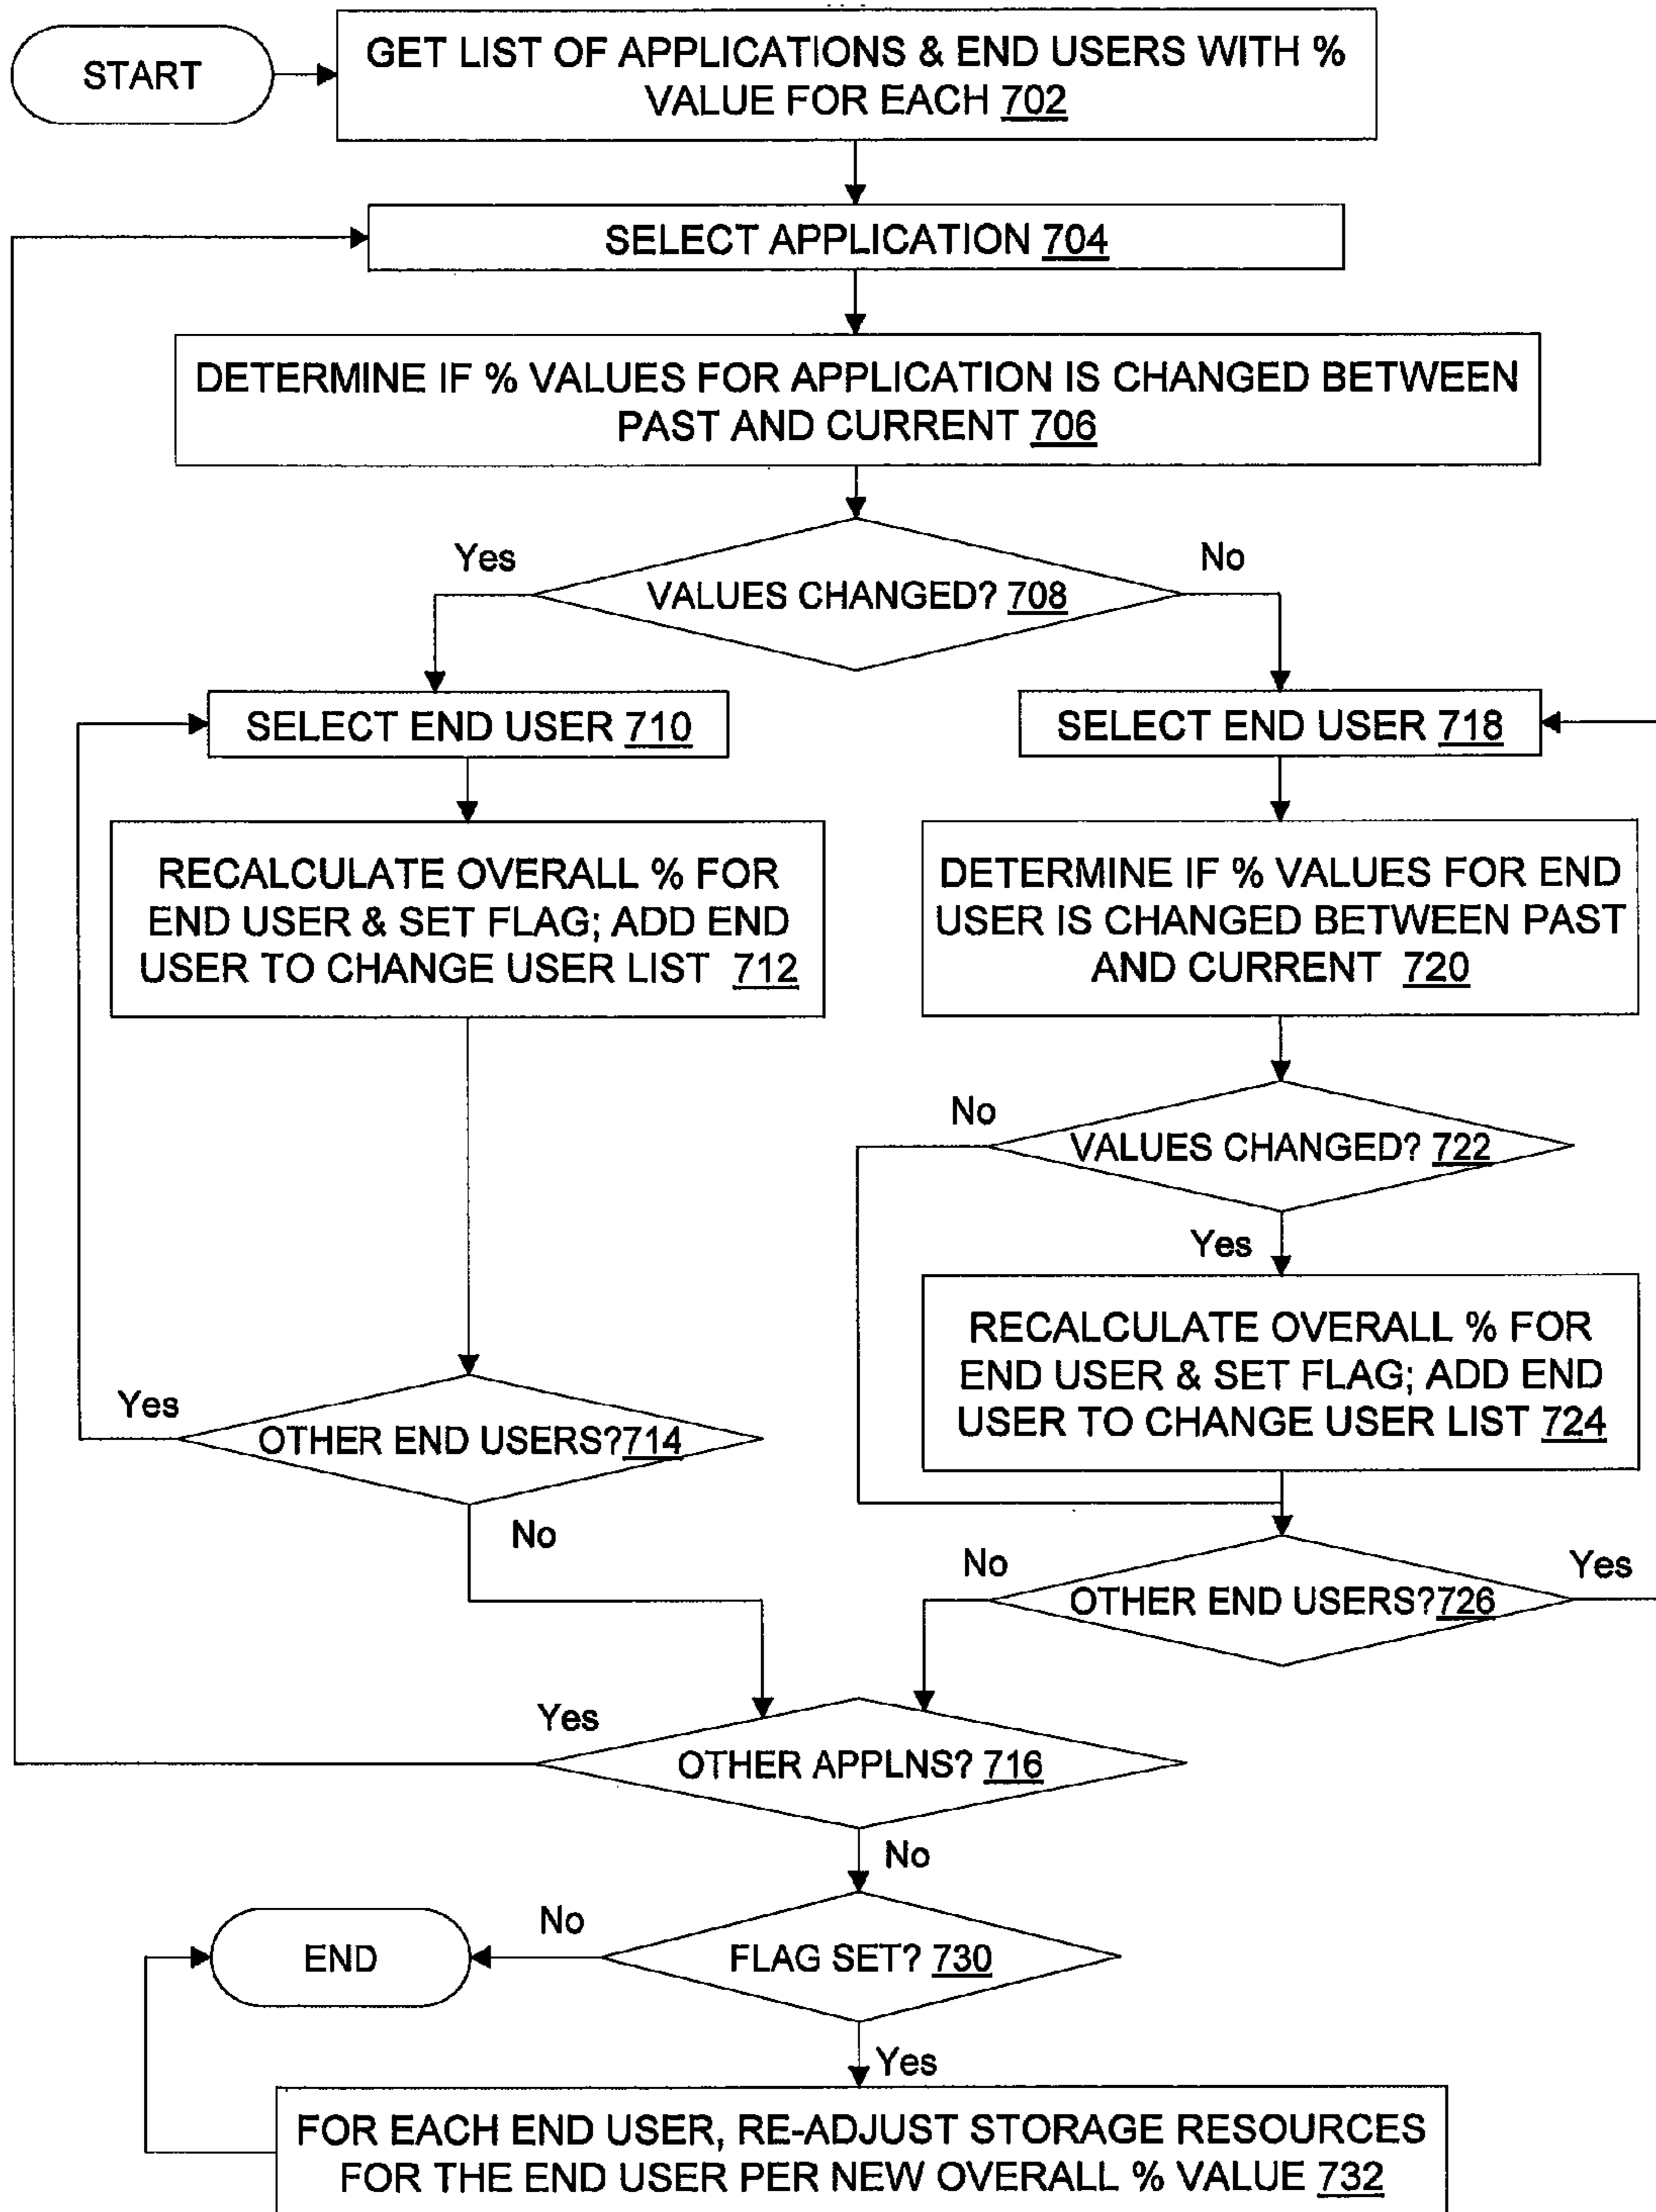 START
GET LIST OF APPLICATIONS & END USERS WITH %
VALUE FOR EACH 702
SELECT APPLICATION 704
DETERMINE IF % VALUES FOR APPLICATION IS CHANGED BETWEEN
PAST AND CURRENT 706
Yes
No
VALUES CHANGED? 708
SELECT END USER 710
SELECT END USER 718
RECALCULATE OVERALL % FOR
END USER & SET FLAG; ADD END
USER TO CHANGE USER LIST 712
DETERMINE IF % VALUES FOR END
USER IS CHANGED BETWEEN PAST
AND CURRENT 720
No
VALUES CHANGED? 722
Yes
RECALCULATE OVERALL % FOR
END USER & SET FLAG; ADD END
USER TO CHANGE USER LIST 724
Yes
OTHER END USERS?714
No
No
Yes
OTHER END USERS?726
Yes
OTHER APPLNS? 716
No
No
END
FLAG SET? 730
Yes
FOR EACH END USER, RE-ADJUST STORAGE RESOURCES
FOR THE END USER PER NEW OVERALL % VALUE 732